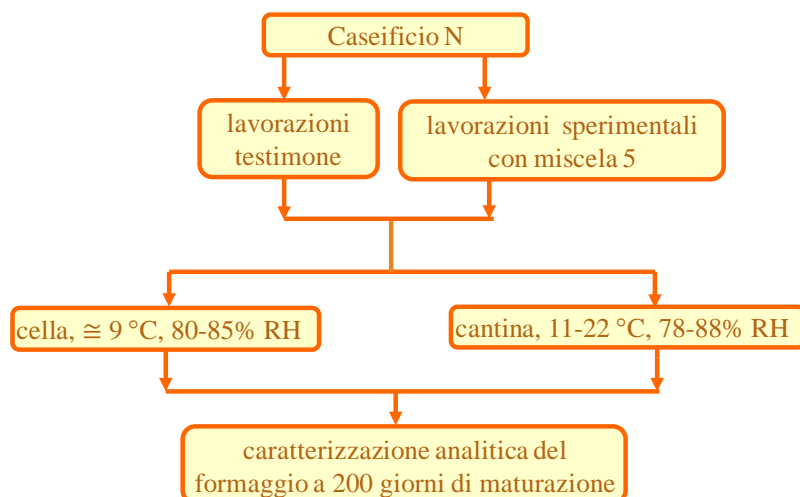 Caseificio N
lavorazioni
testimone
lavorazioni sperimentali
con miscela 5
cella, ≅ 9 °C, 80-85% RH
cantina, 11-22 °C, 78-88% RH
caratterizzazione analitica del
formaggio a 200 giorni di maturazione